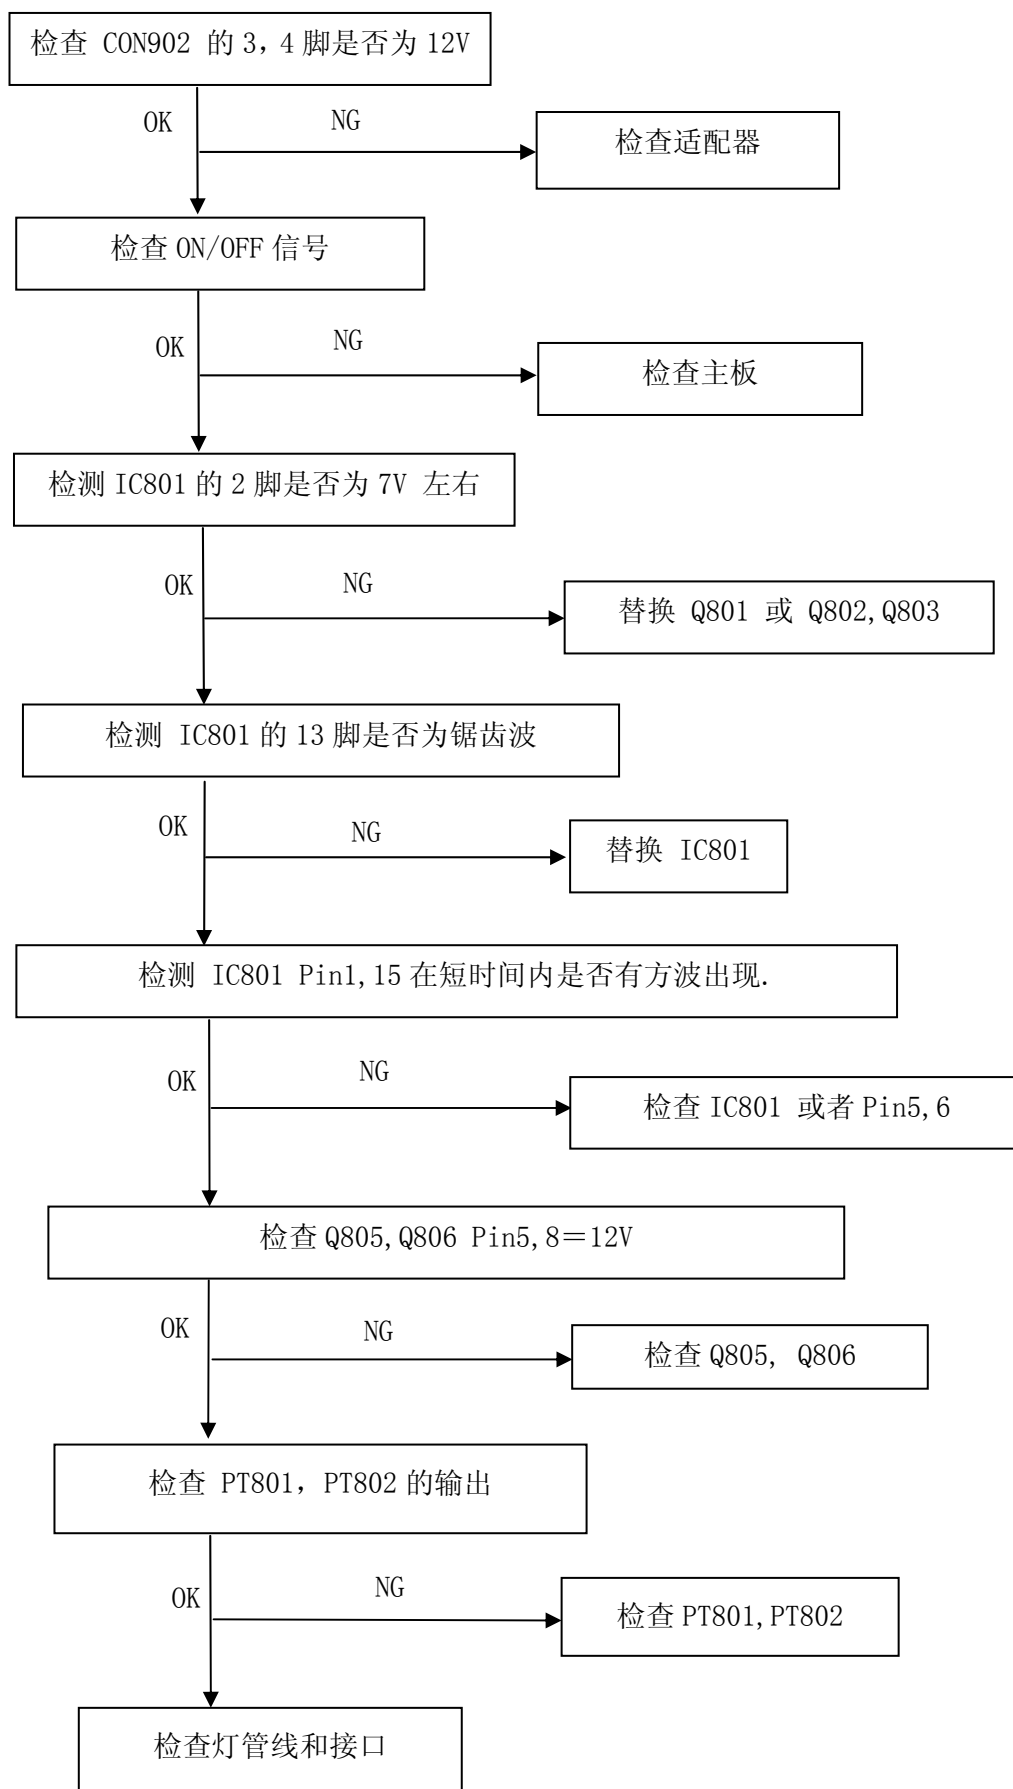 检查 CON902 的 3，4 脚是否为 12V
OK
NG
检查适配器
检查 ON/OFF 信号
OK
NG
检查主板
检测 IC801 的 2 脚是否为 7V 左右
OK
NG
替换 Q801 或 Q802,Q803
检测 IC801 的 13 脚是否为锯齿波
OK
NG
替换 IC801
检测 IC801 Pin1,15 在短时间内是否有方波出现.
OK
NG
检查 IC801 或者 Pin5,6
检查 Q805,Q806 Pin5,8＝12V
OK
NG
检查 Q805, Q806
检查 PT801，PT802 的输出
OK
NG
检查 PT801,PT802
检查灯管线和接口